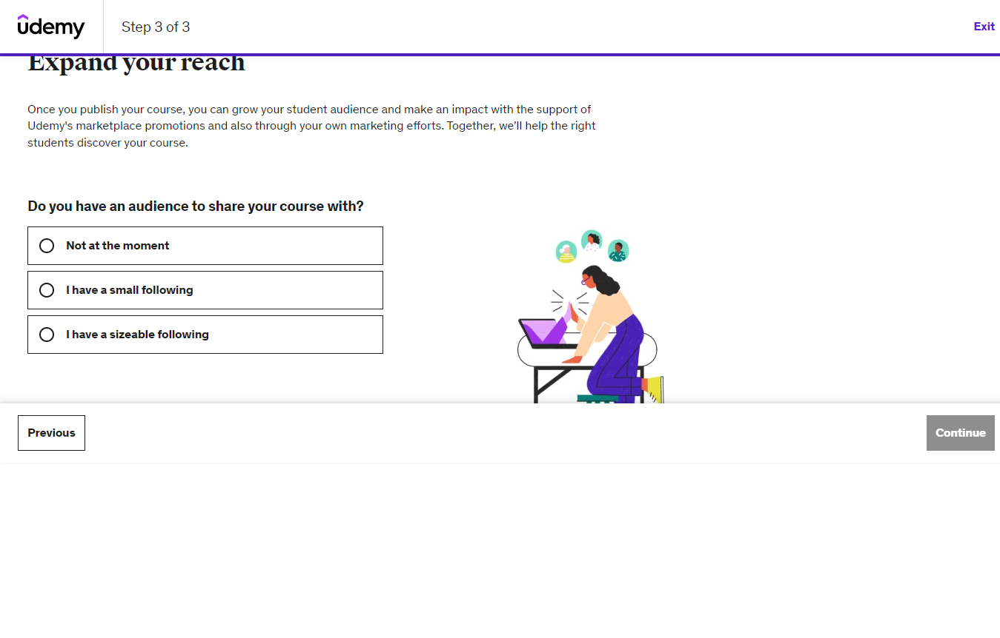 udemy
Step 3 of 3
Exit
Expand your reach
Once you publish your course, you can grow your student audience and make an impact with the support of
Udemy's marketplace promotions and also through your own marketing efforts. Together, we’ll help the right
students discover your course.
Do you have an audience to share your course with?
Not at the moment
I have a small following
I have a sizeable following
Previous
Continue